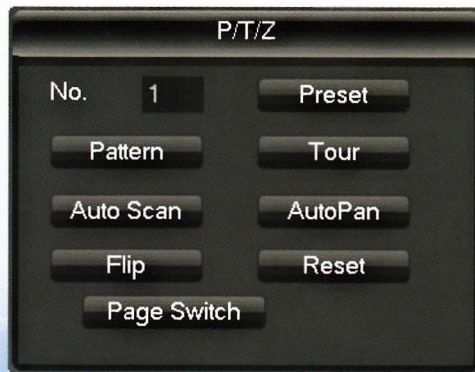 P/T/Z
No. 1 Preset
Pattern Tour
Auto Scan AutoPan
Flip Reset
Page Switch